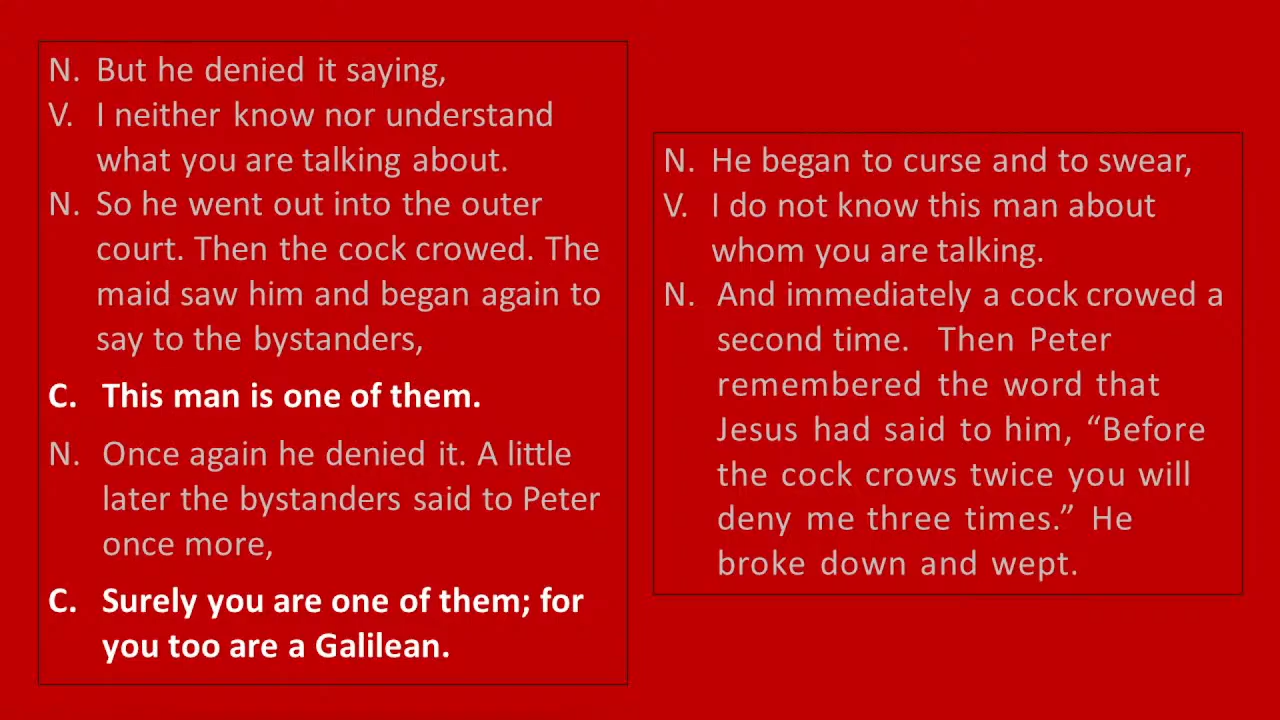 N. But he denied it saying,
V. I neither know nor understand
what you are talking about.
N. So he went out into the outer
court. Then the cock crowed. The
maid saw him and began again to
say to the bystanders,
C. This man is one of them.
N. Once again he denied it. A little
later the bystanders said to Peter
once more,
C. Surely you are one of them; for
you too are a Galilean.
N. He began to curse and to swear,
V. I do not know this man about
whom you are talking.
N. And immediately a cock crowed a
second time. Then Peter
remembered the word that
Jesus had said to him, “Before
the cock crows twice you will
deny me three times.” He
broke down and wept.